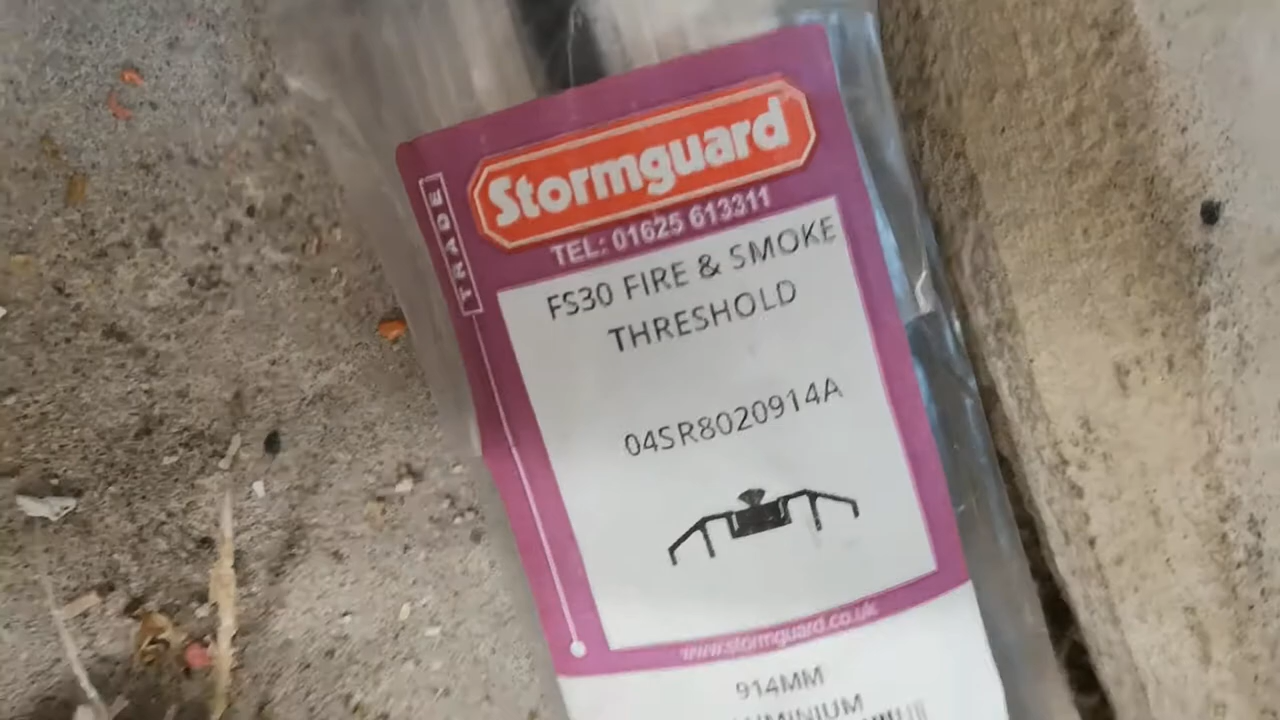 TRADE
Stormguard
TEL: 01625 613311
FS30 FIRE & SMOKE
THRESHOLD
04SR8020914A
www.stormguard.co.uk
914MM